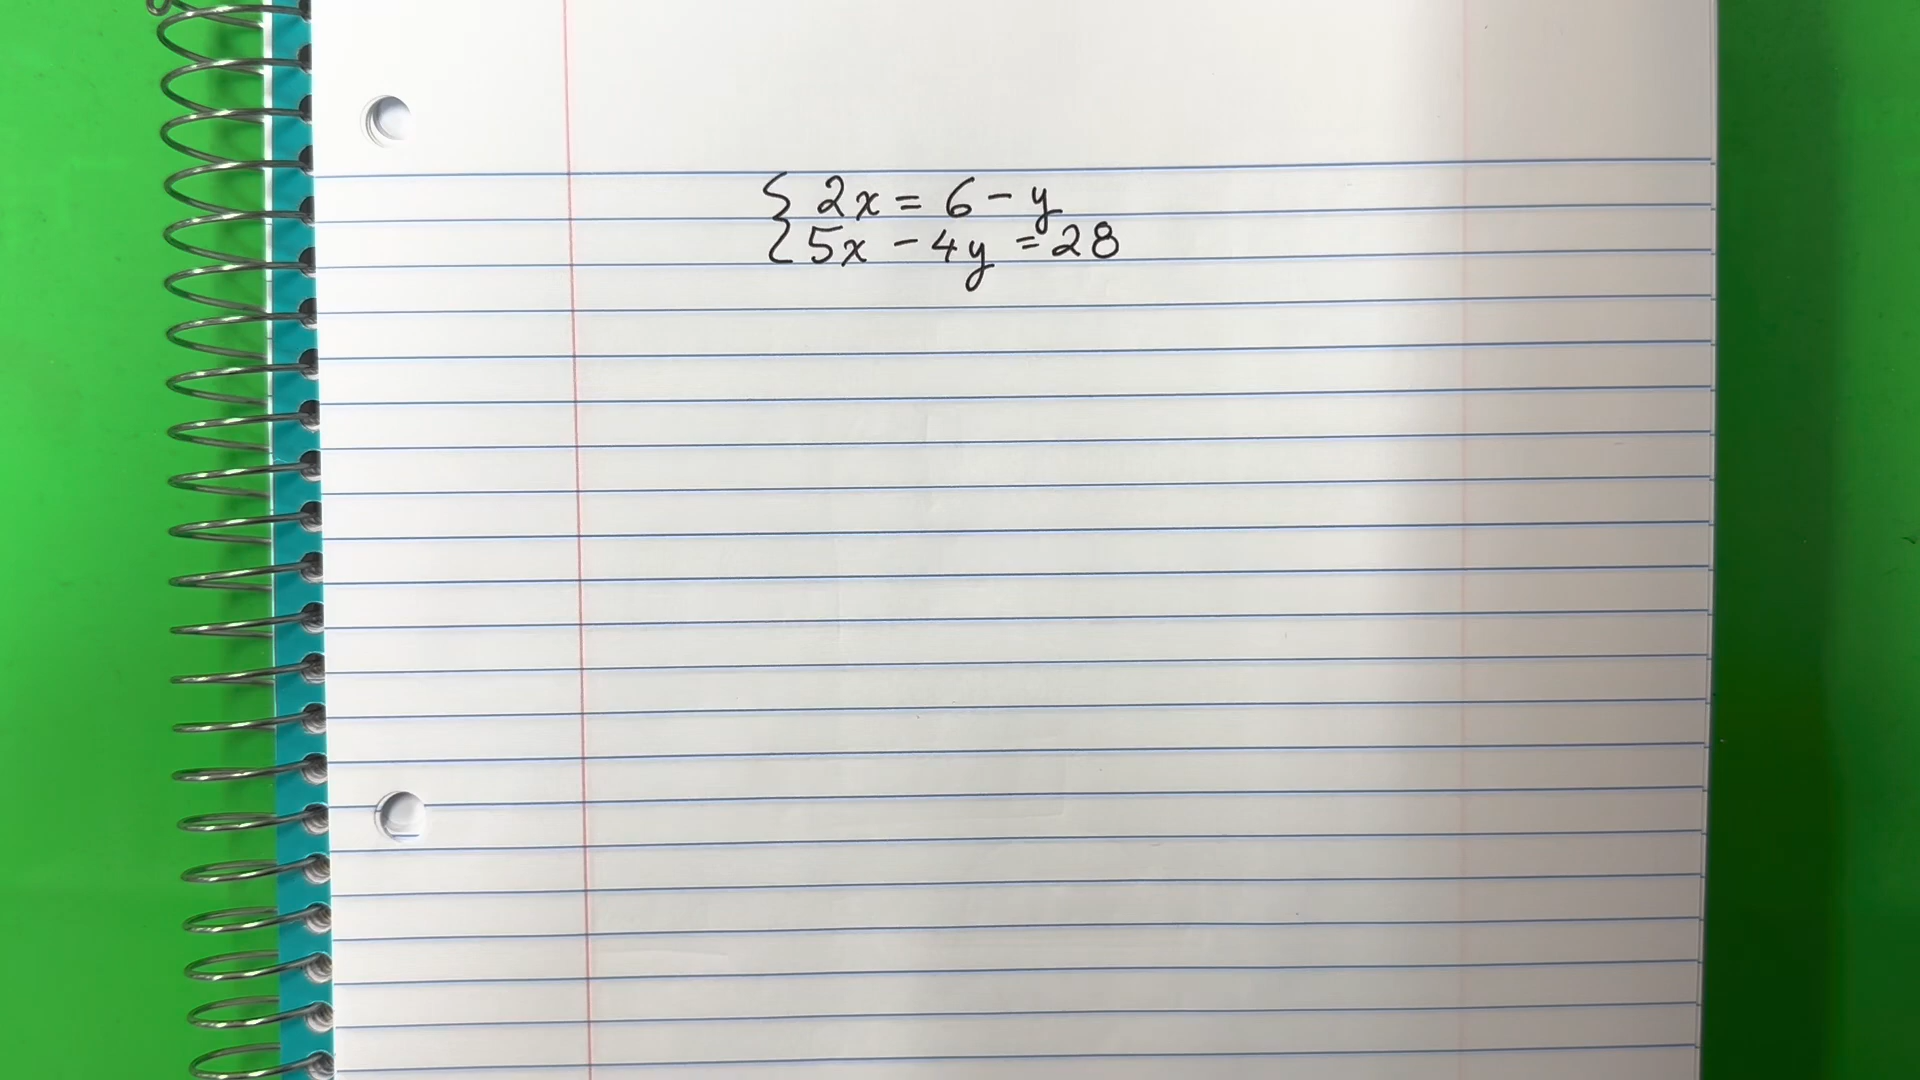 { 2x = 6 - y
{ 5x - 4y = 28